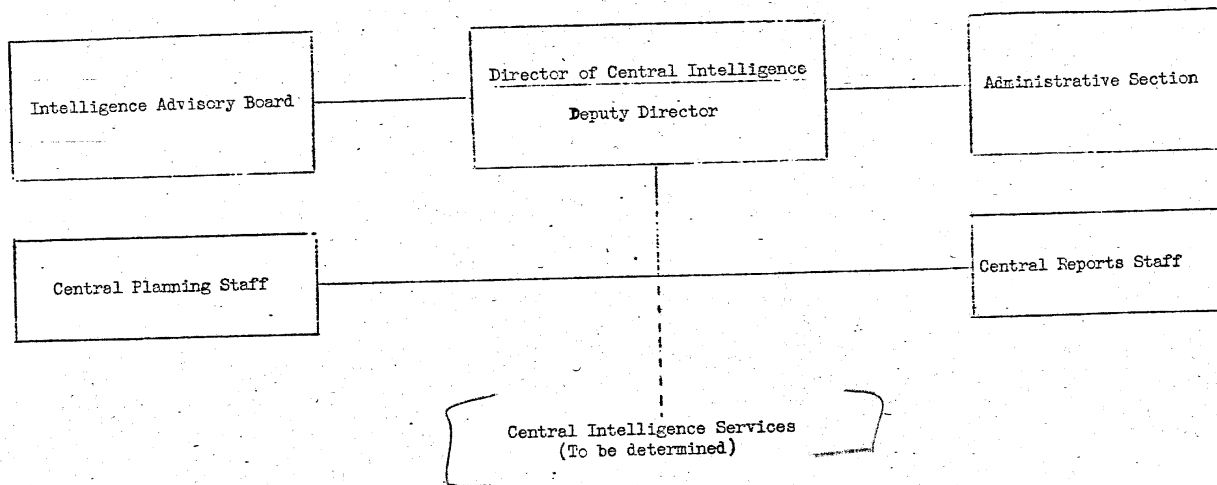 Intelligence Advisory Board
Director of Central Intelligence
Deputy Director
Administrative Section
Central Planning Staff
Central Reports Staff
Central Intelligence Services
(To be determined)